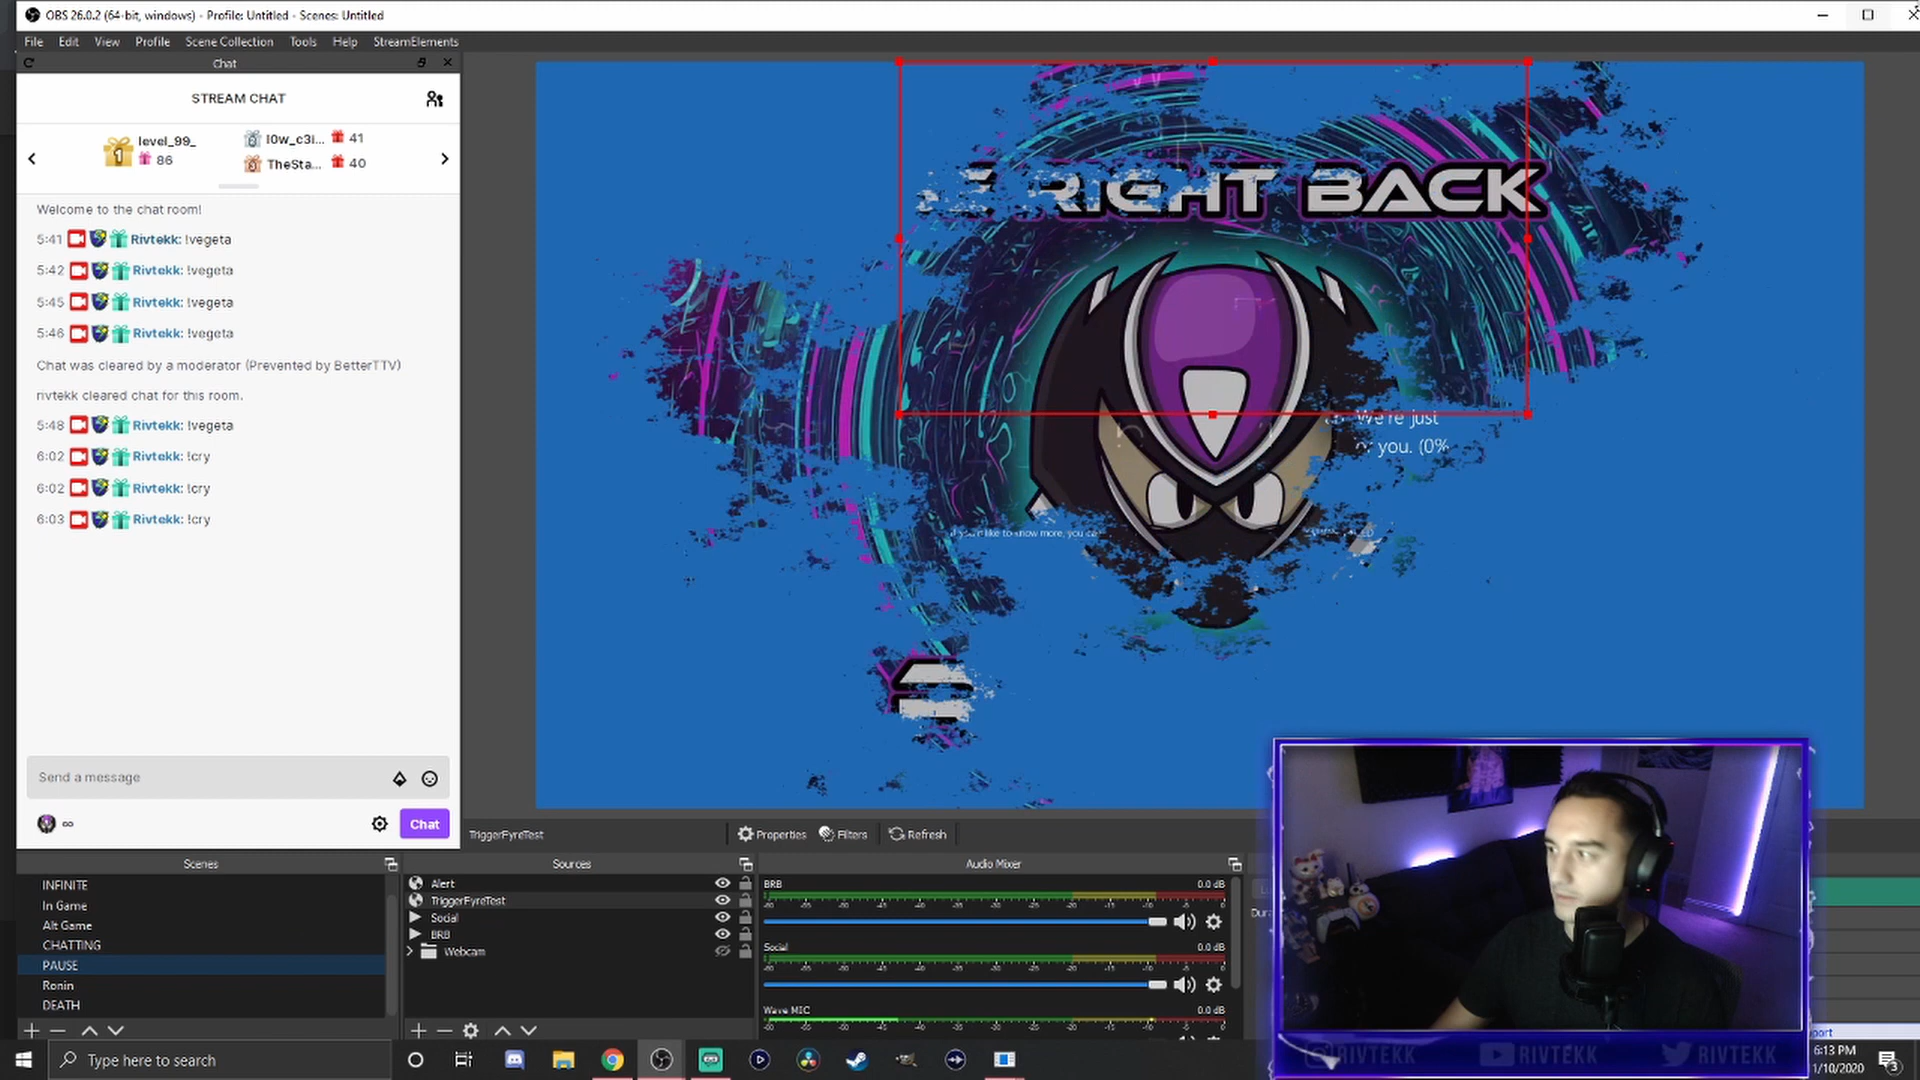 OBS 26.0.2 (64-bit, windows) - Profile: Untitled - Scenes: Untitled
File Edit View Profile Scene Collection Tools Help StreamElements
Chat
STREAM CHAT
level_99_
86
l0w_c3i... 41
TheSta... 40
Welcome to the chat room!
5:41 Rivtekk: !vegeta
5:42 Rivtekk: !vegeta
5:45 Rivtekk: !vegeta
5:46 Rivtekk: !vegeta
Chat was cleared by a moderator (Prevented by BetterTTV)
rivtekk cleared chat for this room.
5:48 Rivtekk: !vegeta
6:02 Rivtekk: !cry
6:02 Rivtekk: !cry
6:03 Rivtekk: !cry
Send a message
Chat
RIGHT BACK
We're just
you. (0%
like to know more, you
TriggerFyreTest
Properties Filters Refresh
Scenes
INFINITE
In Game
Alt Game
CHATTING
PAUSE
Ronin
DEATH
Sources
Alert
TriggerFyreTest
Social
BRB
Webcam
Audio Mixer
BRB 0.0 dB
Social 0.0 dB
Wave MIC 0.0 dB
Type here to search
RIVTEKK RIVTEKK RIVTEKK
6:13 PM
1/10/2020
3